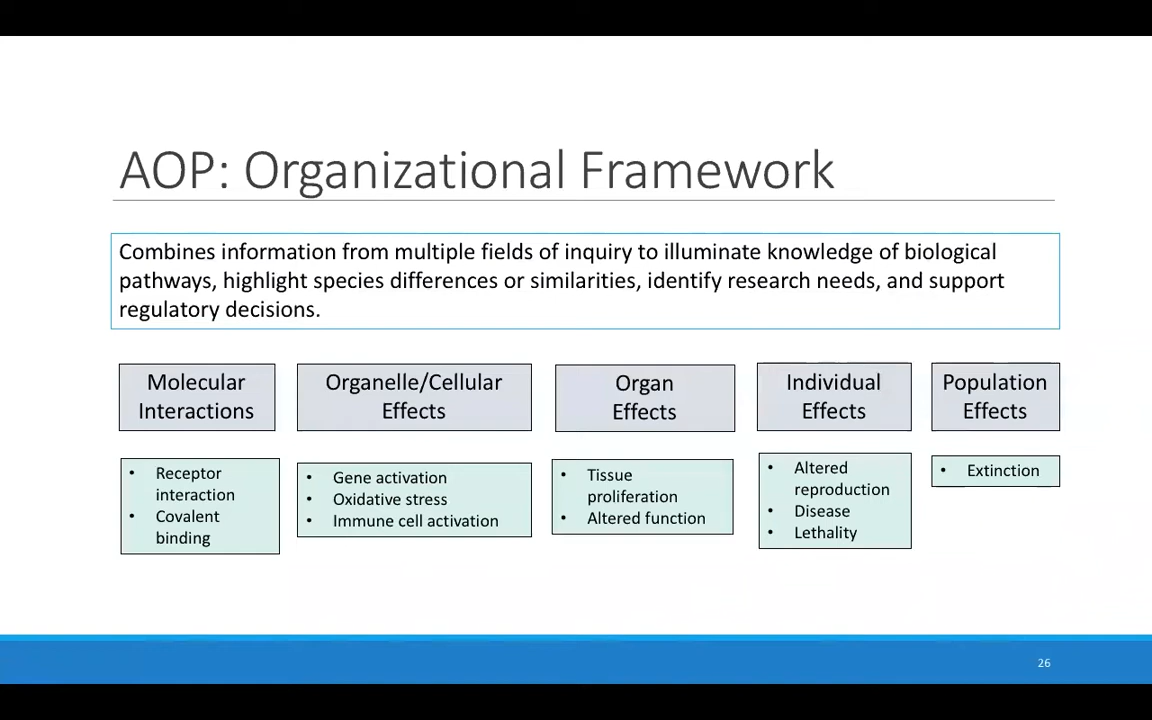 AOP: Organizational Framework
Combines information from multiple fields of inquiry to illuminate knowledge of biological
pathways, highlight species differences or similarities, identify research needs, and support
regulatory decisions.
Molecular
Interactions
• Receptor
interaction
• Covalent
binding
Organelle/Cellular
Effects
• Gene activation
• Oxidative stress
• Immune cell activation
Organ
Effects
• Tissue
proliferation
• Altered function
Individual
Effects
• Altered
reproduction
• Disease
• Lethality
Population
Effects
• Extinction
26